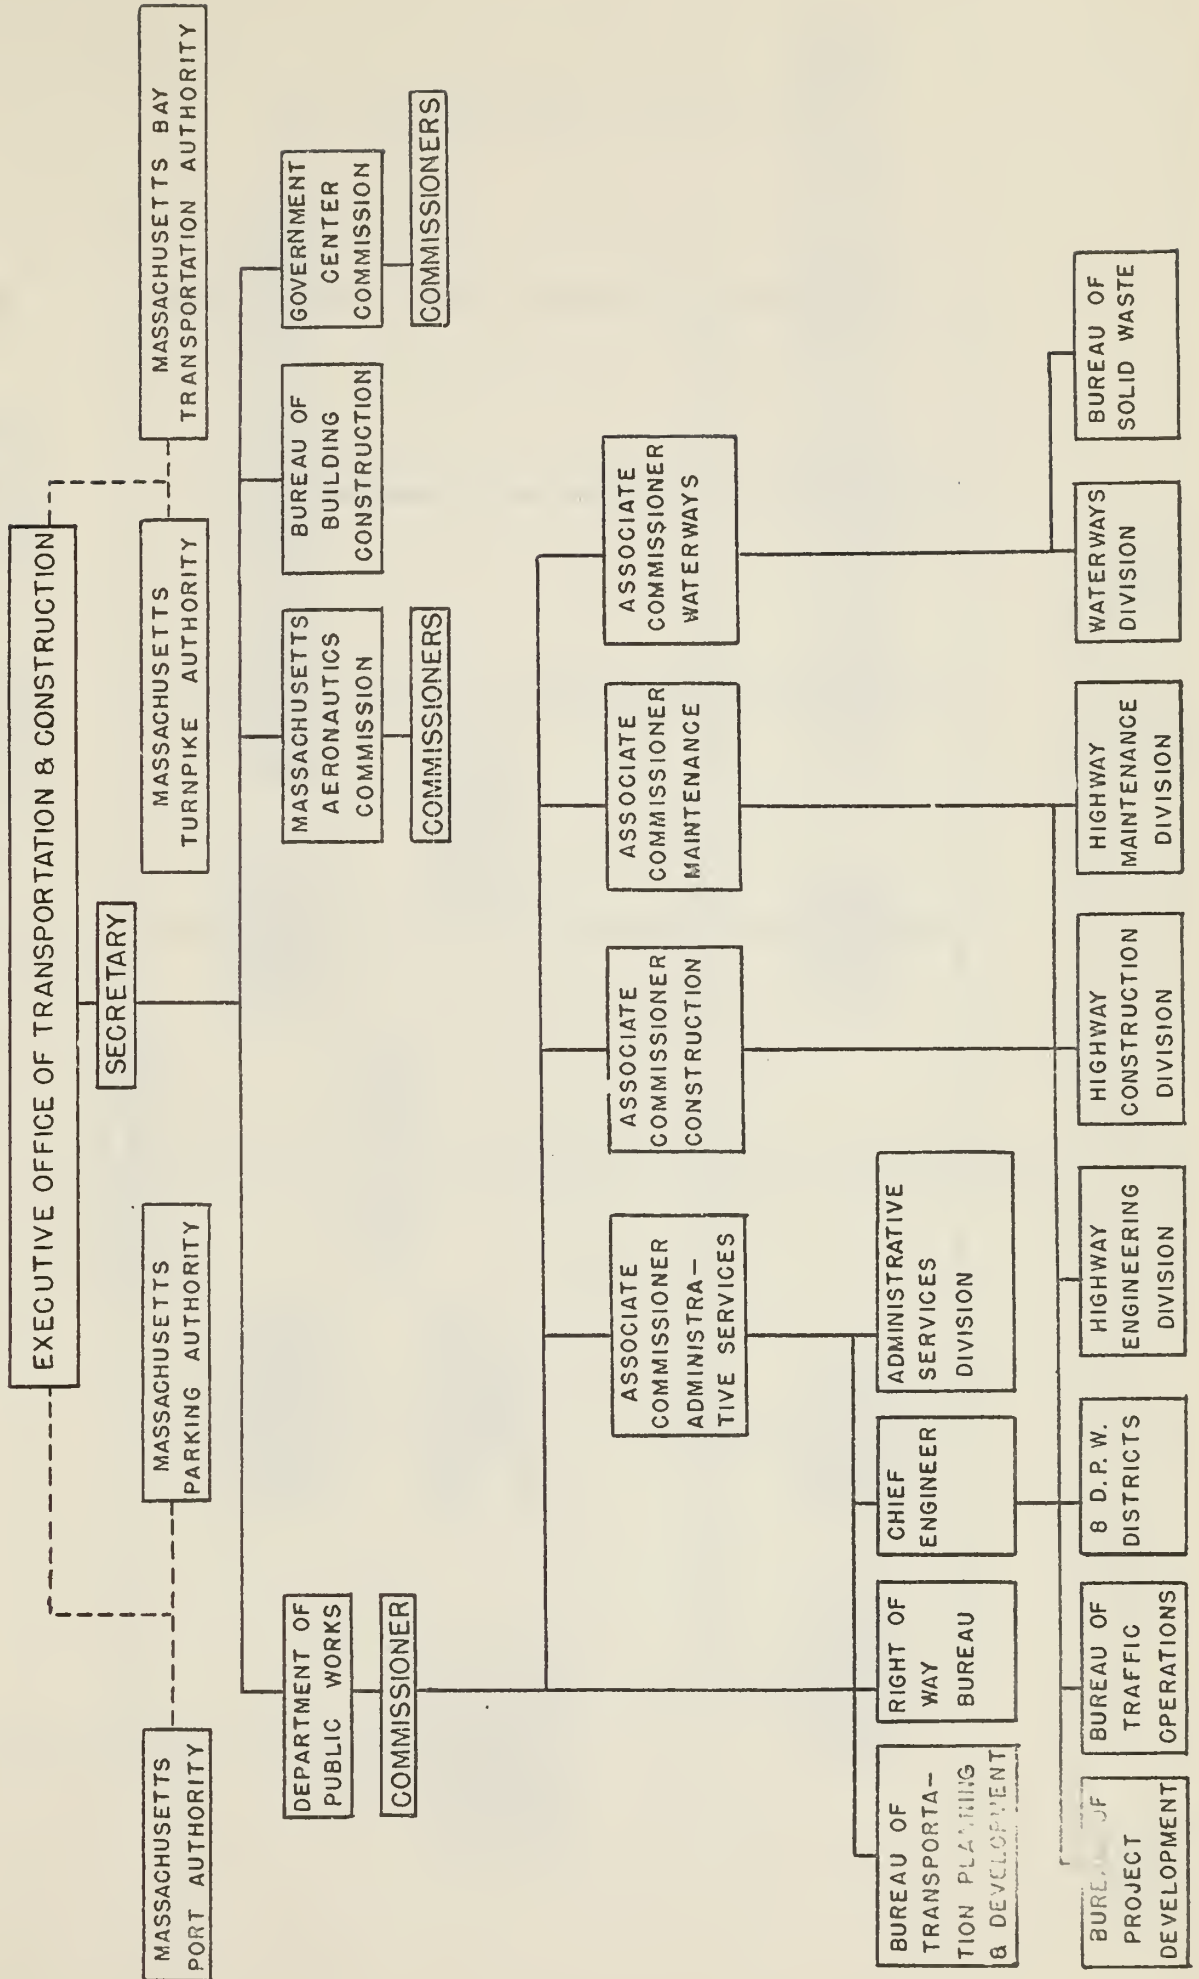 EXECUTIVE OFFICE OF TRANSPORTATION & CONSTRUCTION
SECRETARY
MASSACHUSETTS
PORT AUTHORITY
MASSACHUSETTS
PARKING AUTHORITY
MASSACHUSETTS
TURNPIKE AUTHORITY
MASSACHUSETTS BAY
TRANSPORTATION AUTHORITY
DEPARTMENT OF
PUBLIC WORKS
COMMISSIONER
MASSACHUSETTS
AERONAUTICS
COMMISSION
COMMISSIONERS
BUREAU OF
BUILDING
CONSTRUCTION
GOVERNMENT
CENTER
COMMISSION
COMMISSIONERS
ASSOCIATE
COMMISSIONER
ADMINISTRA-
TIVE SERVICES
ASSOCIATE
COMMISSIONER
CONSTRUCTION
ASSOCIATE
COMMISSIONER
MAINTENANCE
ASSOCIATE
COMMISSIONER
WATERWAYS
BUREAU OF
TRANSPORTA-
TION PLANNING
& DEVELOPMENT
RIGHT OF
WAY
BUREAU
CHIEF
ENGINEER
ADMINISTRATIVE
SERVICES
DIVISION
BUREAU OF
PROJECT
DEVELOPMENT
BUREAU OF
TRAFFIC
OPERATIONS
8 D.P.W.
DISTRICTS
HIGHWAY
ENGINEERING
DIVISION
HIGHWAY
CONSTRUCTION
DIVISION
HIGHWAY
MAINTENANCE
DIVISION
WATERWAYS
DIVISION
BUREAU OF
SOLID WASTE